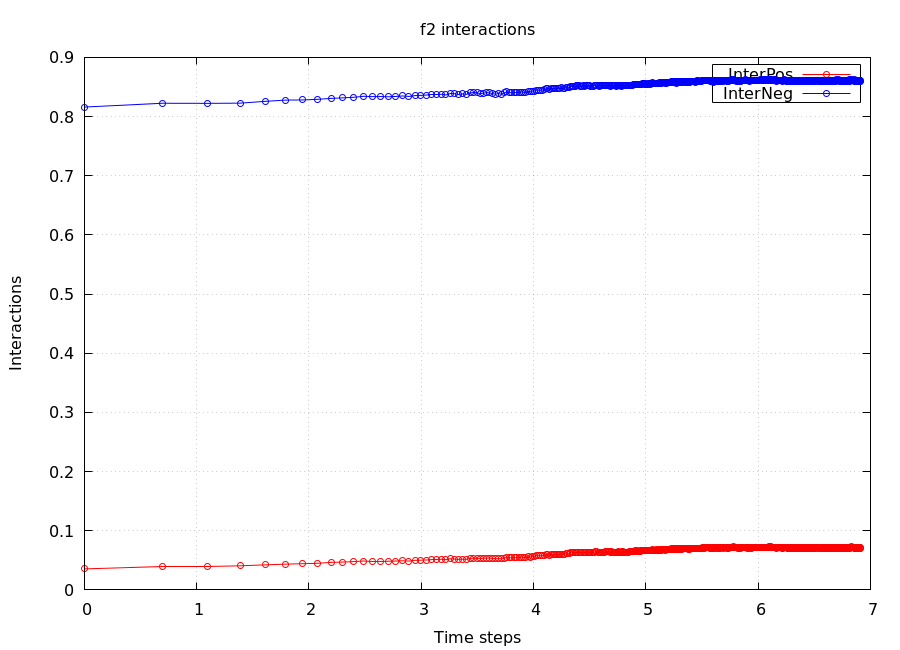 f2 interactions
0.9
0.8
0.7
0.6
0.5
0.4
0.3
0.2
0.1
0
Interactions
InterPos
InterNeg
0 1 2 3 4 5 6 7
Time steps